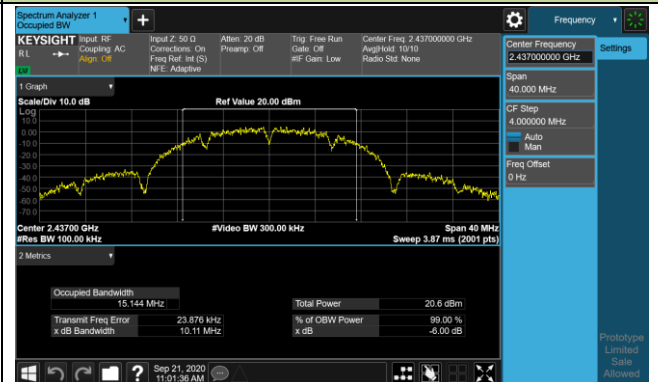 Spectrum Analyzer 1
Occupied BW
Frequency
KEYSIGHT
Input: RF
Input Z: 50 Ω
Atten: 20 dB
Trig: Free Run
Center Freq: 2.437000000 GHz
RL
Coupling: AC
Corrections: On
Preamp: Off
Gate: Off
Avg|Hold: 10/10
Align: Off
Freq Ref: Int (S)
#IF Gain: Low
Radio Std: None
NFE: Adaptive
LXI
Center Frequency
2.437000000 GHz
Settings
Span
40.000 MHz
CF Step
4.000000 MHz
Auto
Man
Freq Offset
0 Hz
1 Graph
Scale/Div 10.0 dB
Ref Value 20.00 dBm
Log
10.0
0.00
-10.0
-20.0
-30.0
-40.0
-50.0
-60.0
-70.0
Center 2.43700 GHz
#Video BW 300.00 kHz
Span 40 MHz
#Res BW 100.00 kHz
Sweep 3.87 ms (2001 pts)
2 Metrics
Occupied Bandwidth
15.144 MHz
Total Power
20.6 dBm
Transmit Freq Error
23.876 kHz
% of OBW Power
99.00 %
x dB Bandwidth
10.11 MHz
x dB
-6.00 dB
Prototype
Limited
Sale
Allowed
?
Sep 21, 2020
11:01:36 AM